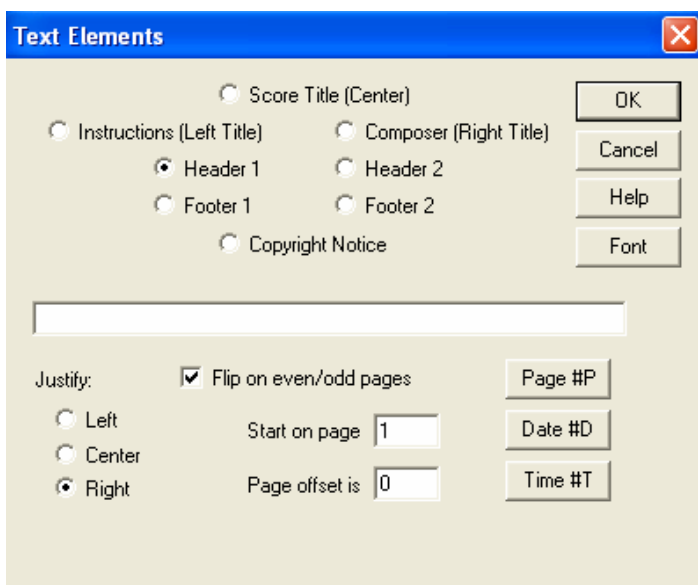 Text Elements
Score Title (Center)
OK
Instructions (Left Title) Composer (Right Title)
Cancel
Header 1 Header 2
Help
Footer 1 Footer 2
Copyright Notice
Font
Justify: Flip on even/odd pages Page #P
Left Start on page 1 Date #D
Center
Right Page offset is 0 Time #T